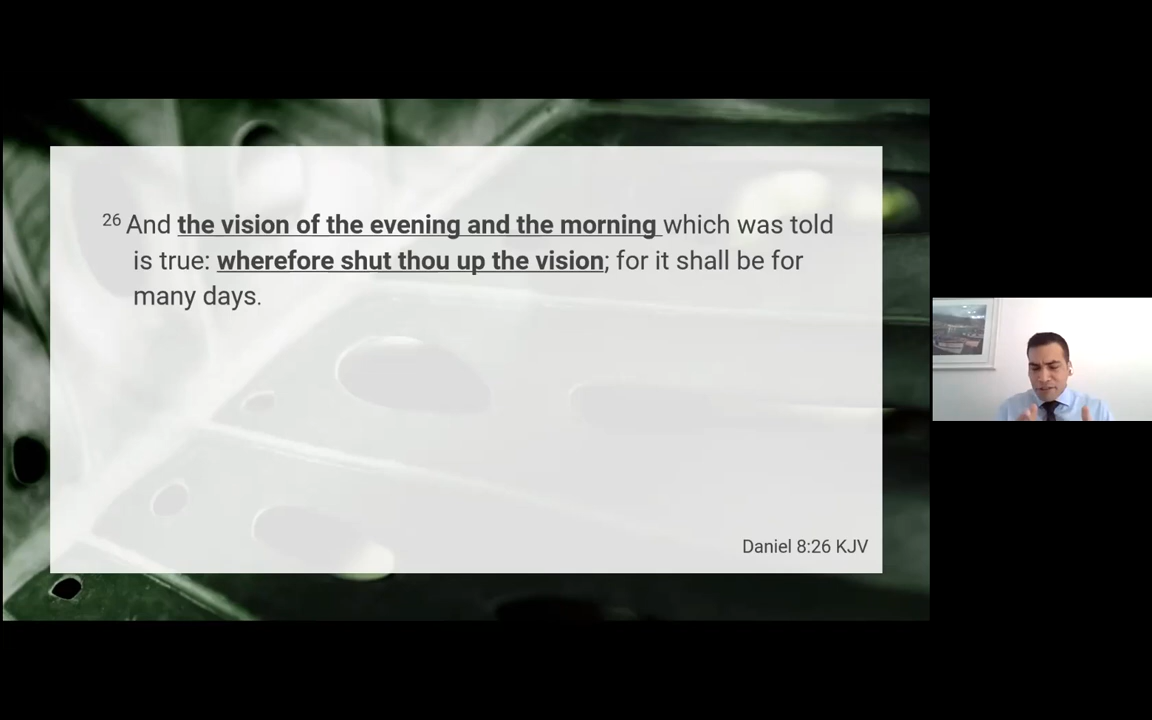 26 And the vision of the evening and the morning which was told
is true: wherefore shut thou up the vision; for it shall be for
many days.
Daniel 8:26 KJV